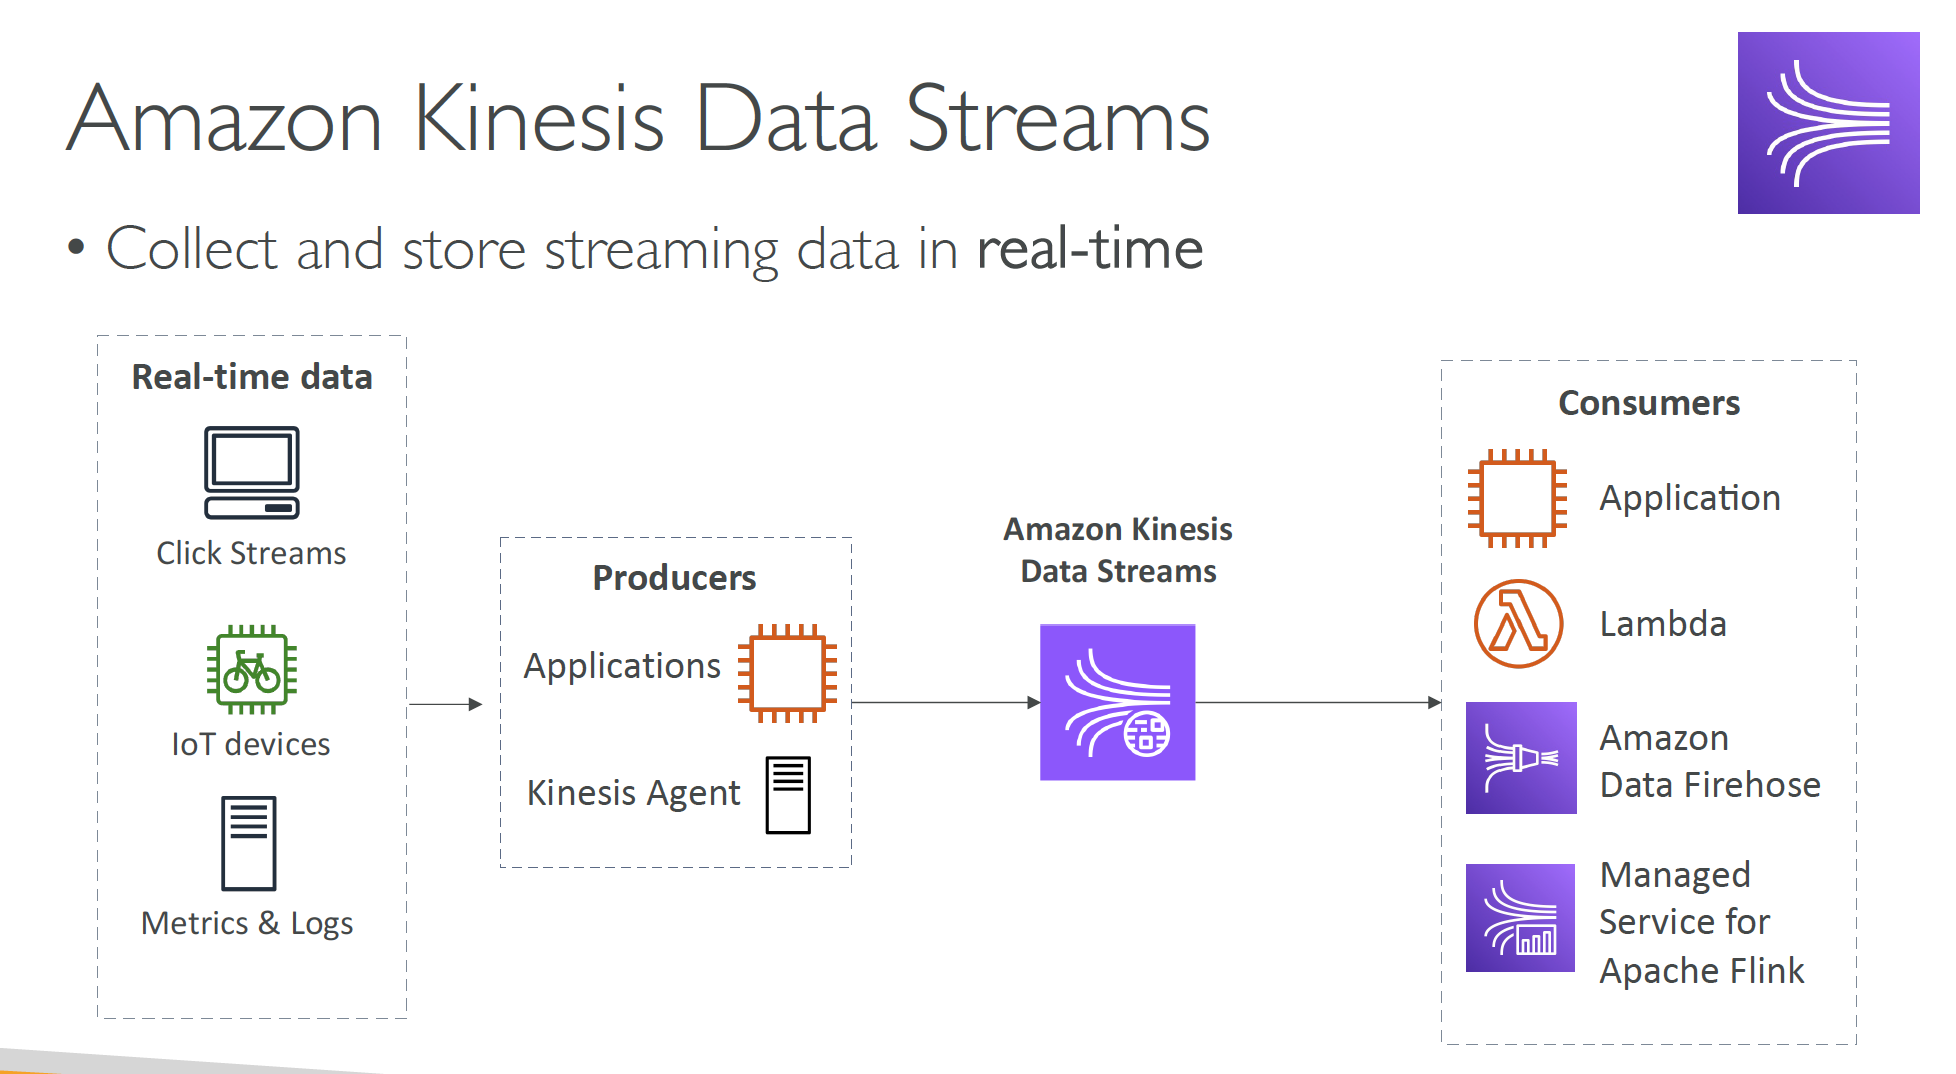 Amazon Kinesis Data Streams
• Collect and store streaming data in real-time
Real-time data
Click Streams
IoT devices
Metrics & Logs
Producers
Applications
Kinesis Agent
Amazon Kinesis
Data Streams
Consumers
Application
Lambda
Amazon
Data Firehose
Managed
Service for
Apache Flink